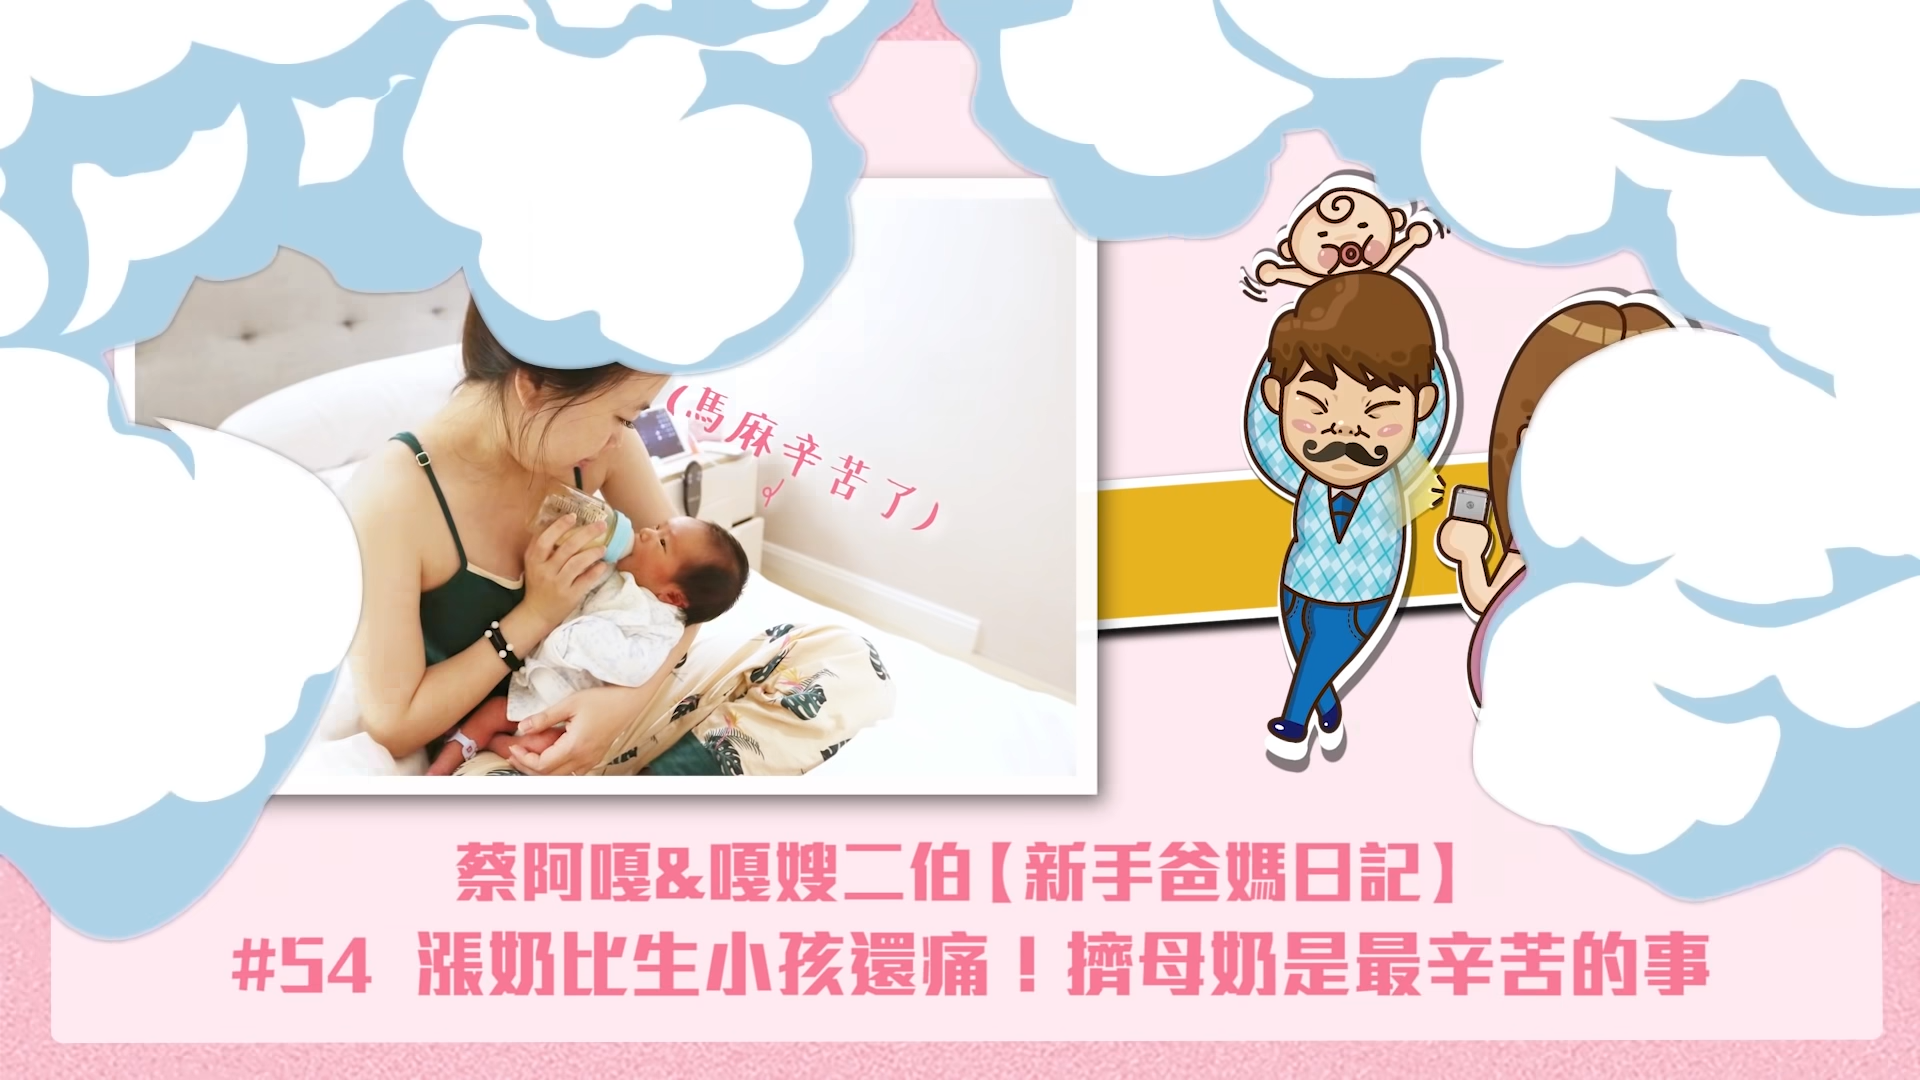 (馬麻辛苦了)
蔡阿嘎&嘎嫂二伯【新手爸媽日記】
#54 漲奶比生小孩還痛！擠母奶是最辛苦的事